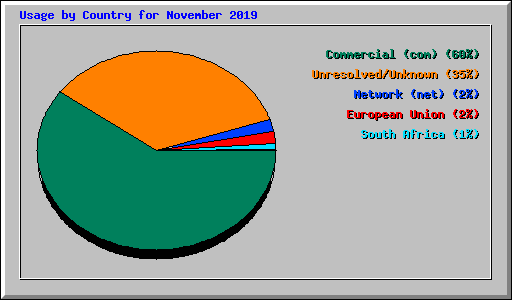 Usage by Country for November 2019
Commercial (com) (60%)
Unresolved/Unknown (35%)
Network (net) (2%)
European Union (2%)
South Africa (1%)